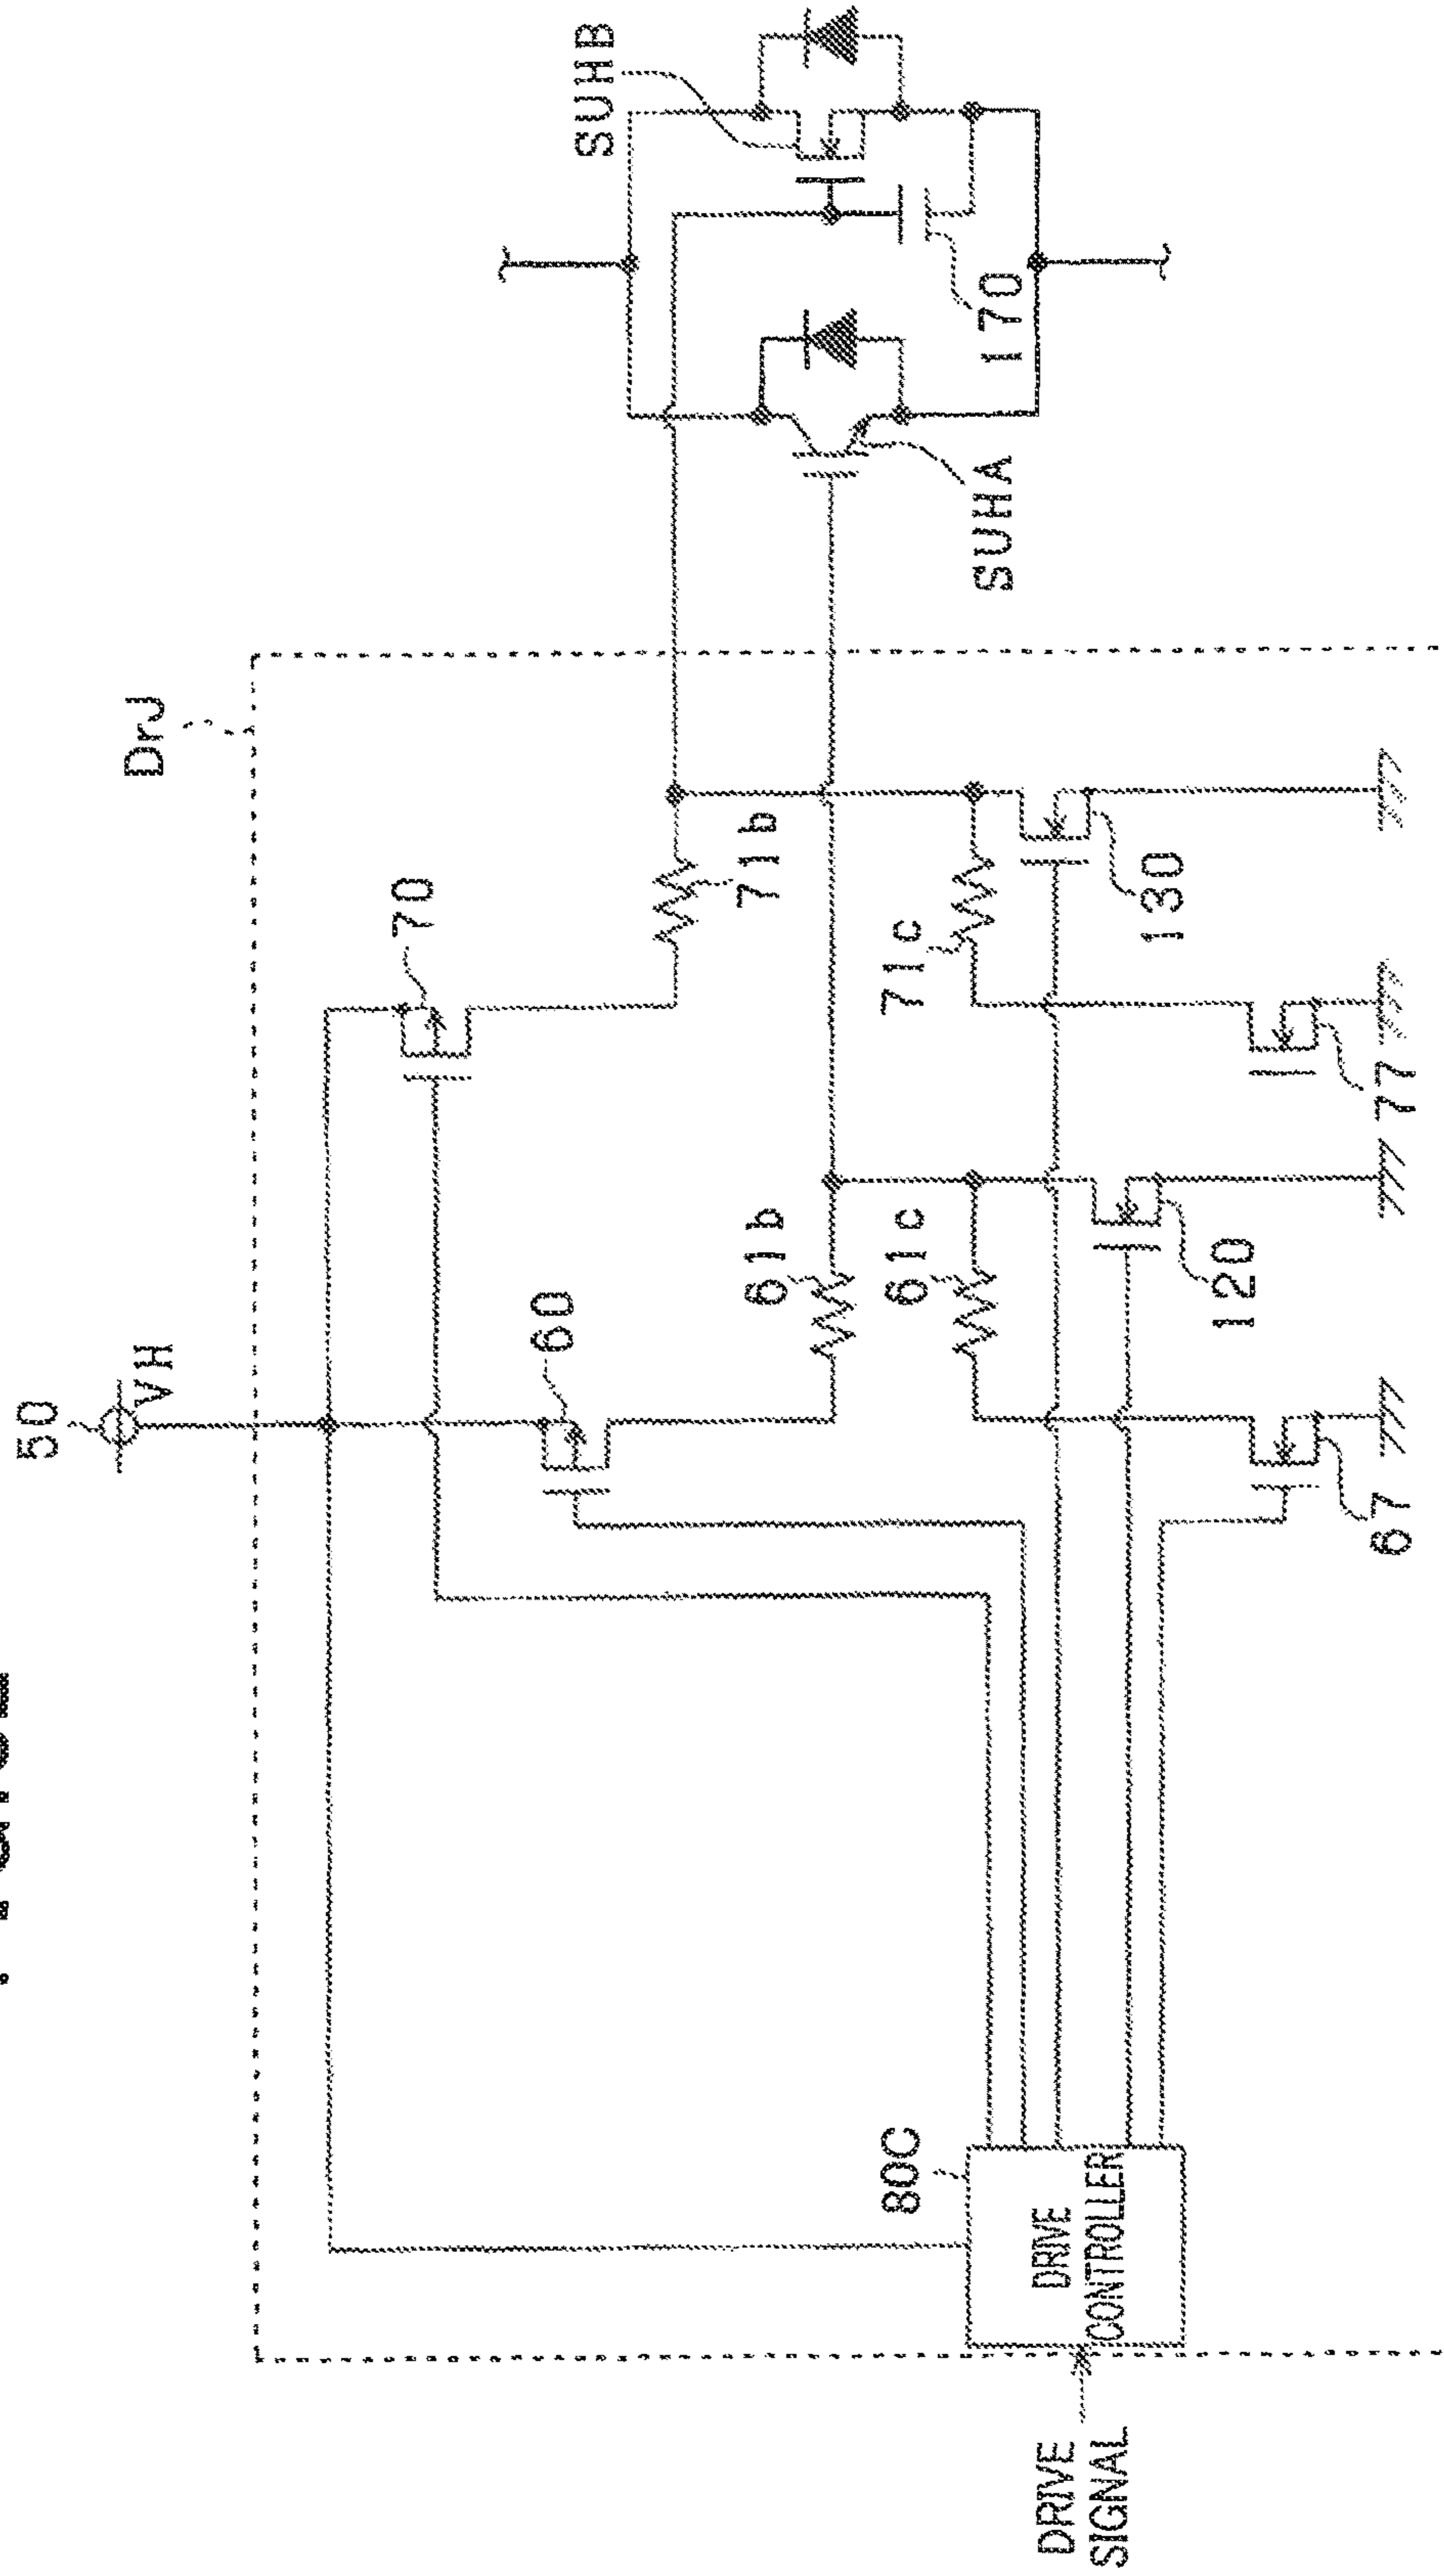 50
VH
DrJ
70
60
71b
61b
61c
71c
80C
DRIVE
CONTROLLER
DRIVE
SIGNAL
120
130
67
77
SUHB
SUHA
170